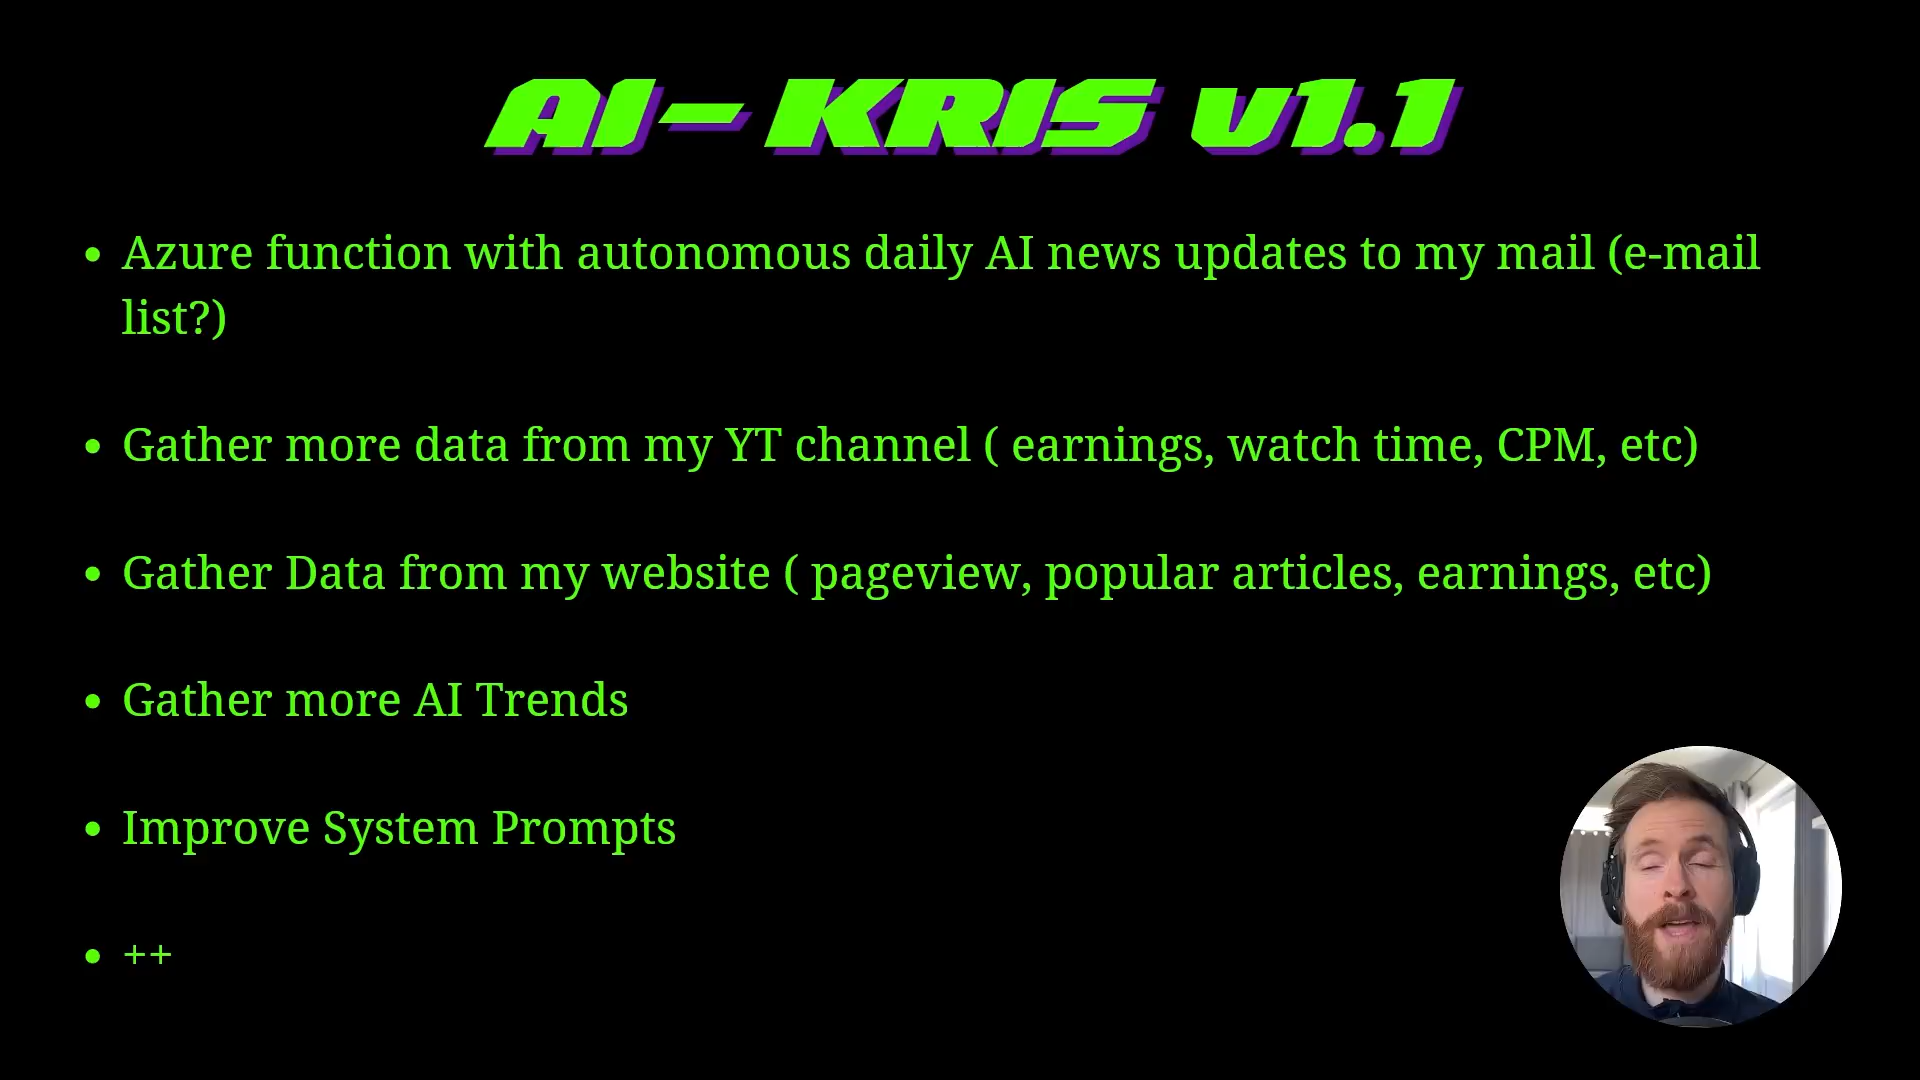 AI- KRIS v1.1
• Azure function with autonomous daily AI news updates to my mail (e-mail
list?)
• Gather more data from my YT channel ( earnings, watch time, CPM, etc)
• Gather Data from my website ( pageview, popular articles, earnings, etc)
• Gather more AI Trends
• Improve System Prompts
• ++